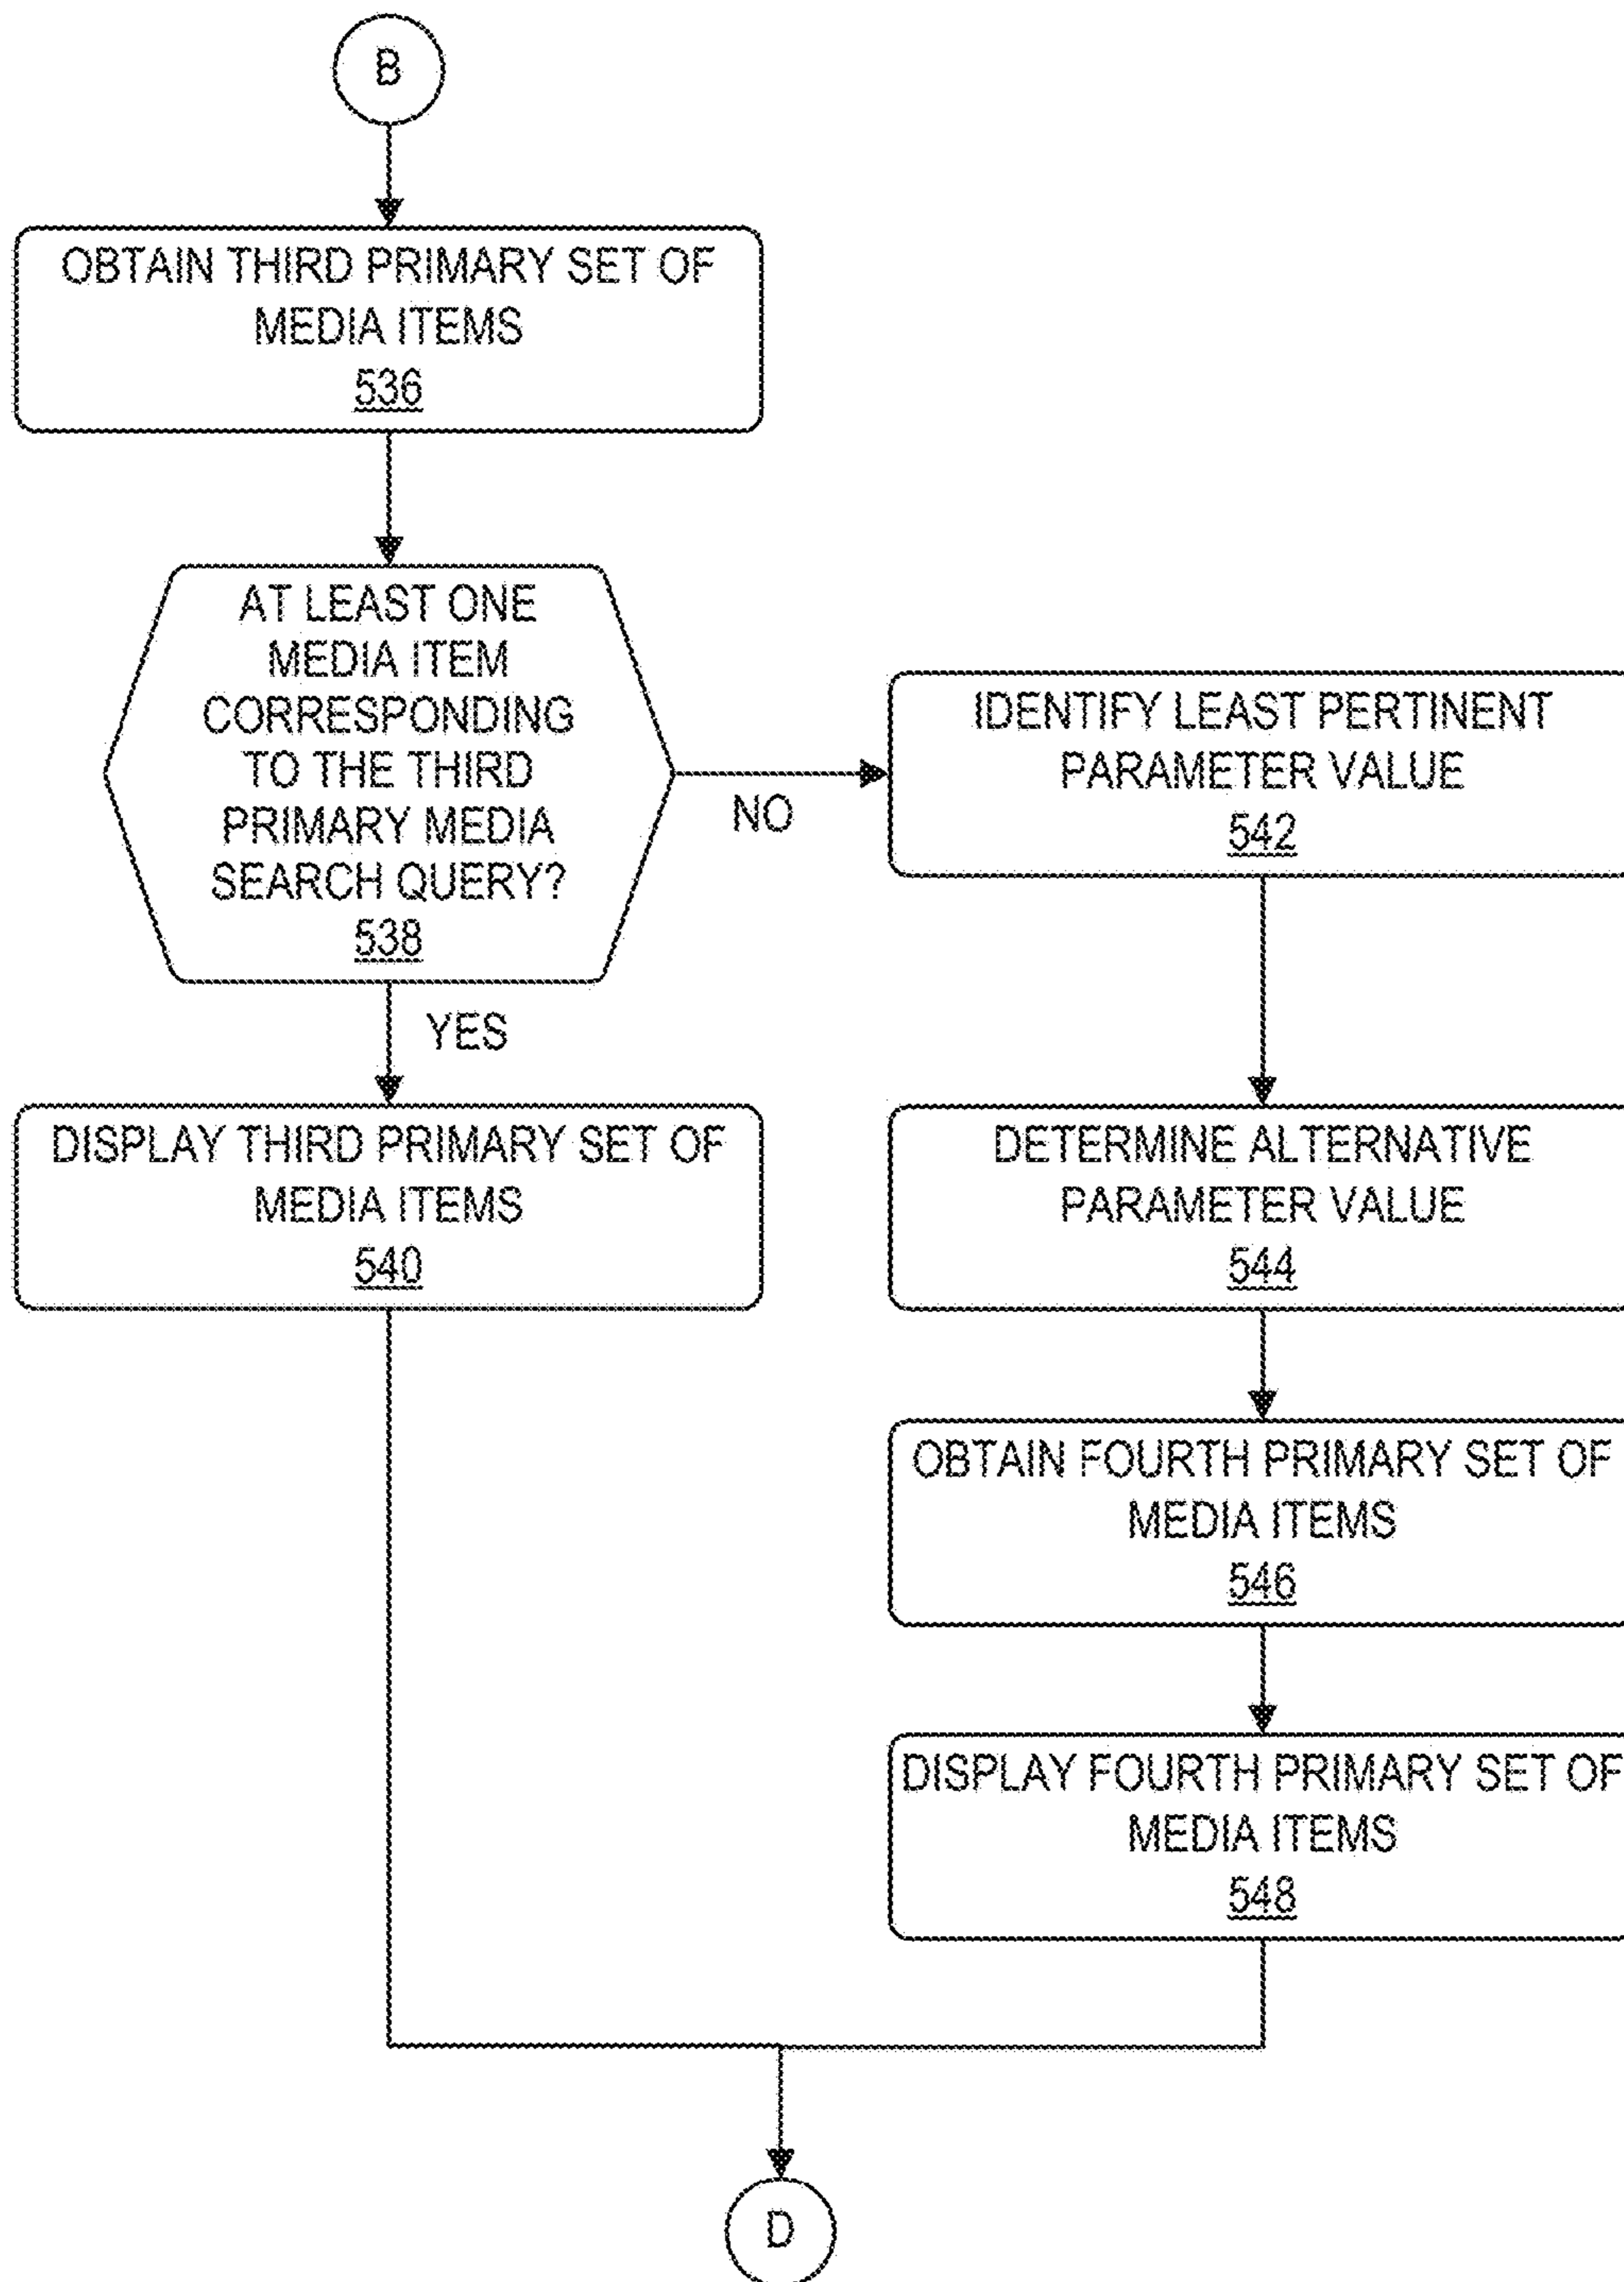 B
OBTAIN THIRD PRIMARY SET OF
MEDIA ITEMS
536
AT LEAST ONE
MEDIA ITEM
CORRESPONDING
TO THE THIRD
PRIMARY MEDIA
SEARCH QUERY?
538
NO
YES
IDENTIFY LEAST PERTINENT
PARAMETER VALUE
542
DISPLAY THIRD PRIMARY SET OF
MEDIA ITEMS
540
DETERMINE ALTERNATIVE
PARAMETER VALUE
544
OBTAIN FOURTH PRIMARY SET OF
MEDIA ITEMS
546
DISPLAY FOURTH PRIMARY SET OF
MEDIA ITEMS
548
D